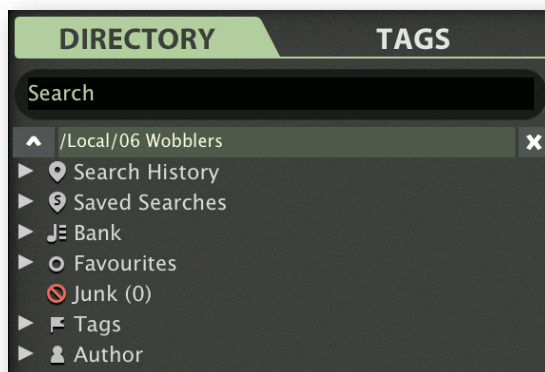 DIRECTORY TAGS
Search
/Local/06 Wobblers
Search History
Saved Searches
Bank
Favourites
Junk (0)
Tags
Author